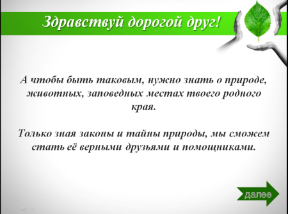 Здравствуй дорогой друг!
А чтобы быть таковым, нужно знать о природе,
животных, заповедных местах твоего родного
края.
Только зная законы и тайны природы, мы сможем
стать её верными друзьями и помощниками.
далее